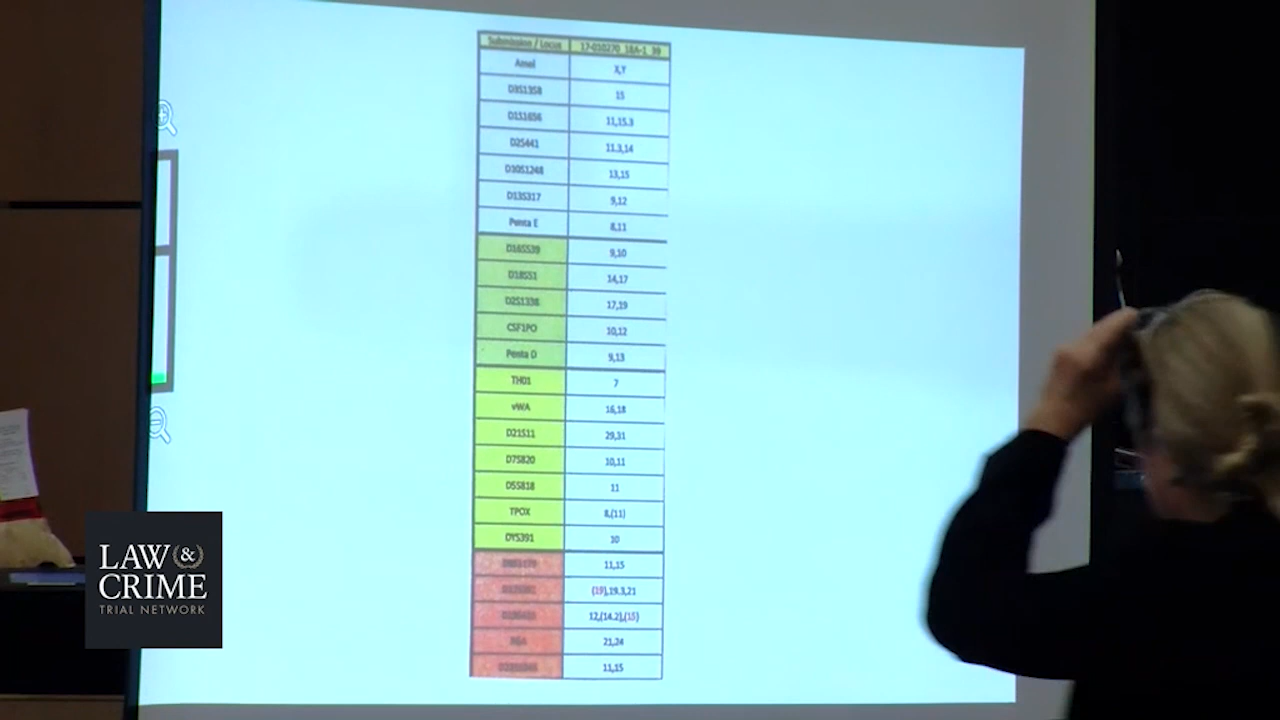 Submission / Locus 17-010270_18A-1_39
Amel X,Y
D3S1358 15
D1S1656 11,15.3
D2S441 11.3,14
D10S1248 13,15
D13S317 9,12
Penta E 8,11
D16S539 9,10
D18S51 14,17
D2S1338 17,19
CSF1PO 10,12
Penta D 9,13
TH01 7
vWA 16,18
D21S11 29,31
D7S820 10,11
D5S818 11
TPOX 8,(11)
DYS391 10
11,15
(19),19.3,21
12,(14.2),(15)
21,24
11,15
LAW &
CRIME
TRIAL NETWORK